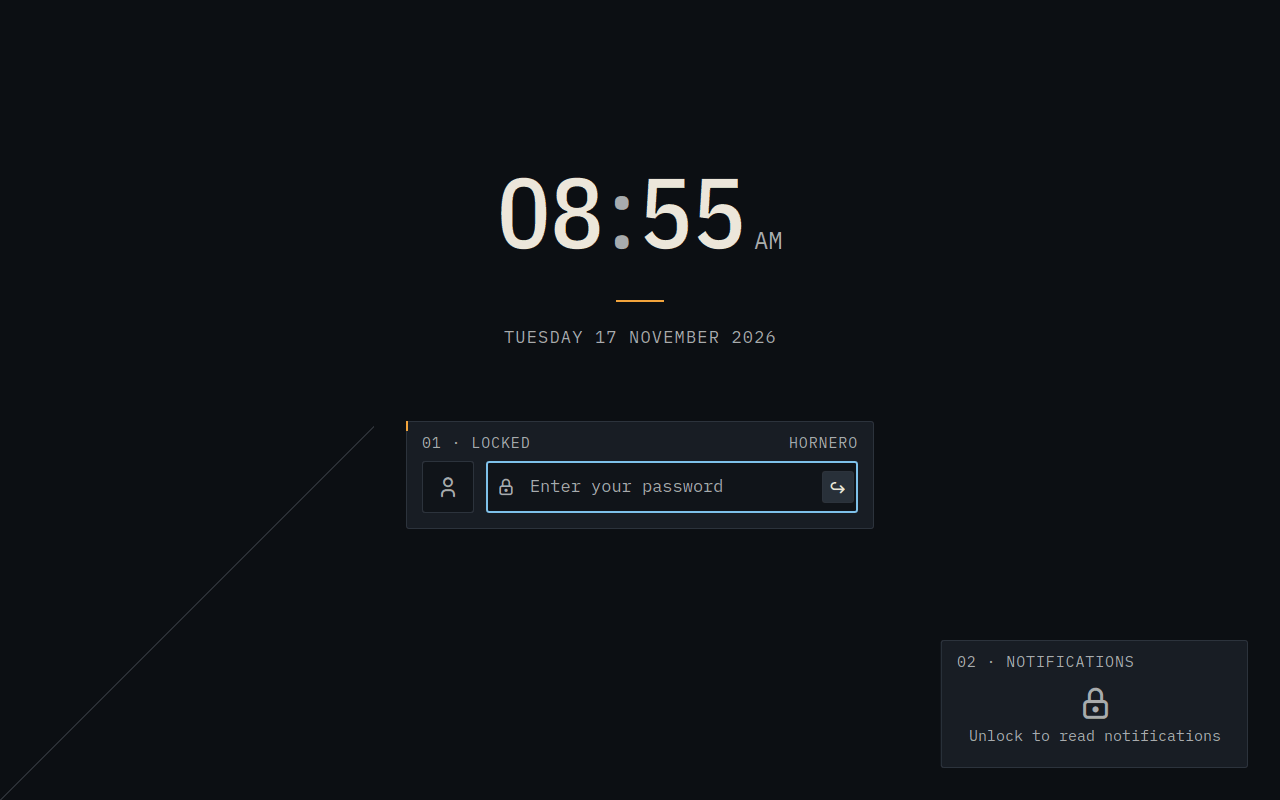 08:55 AM
TUESDAY 17 NOVEMBER 2026
01 · LOCKED HORNERO
Enter your password
02 · NOTIFICATIONS
Unlock to read notifications